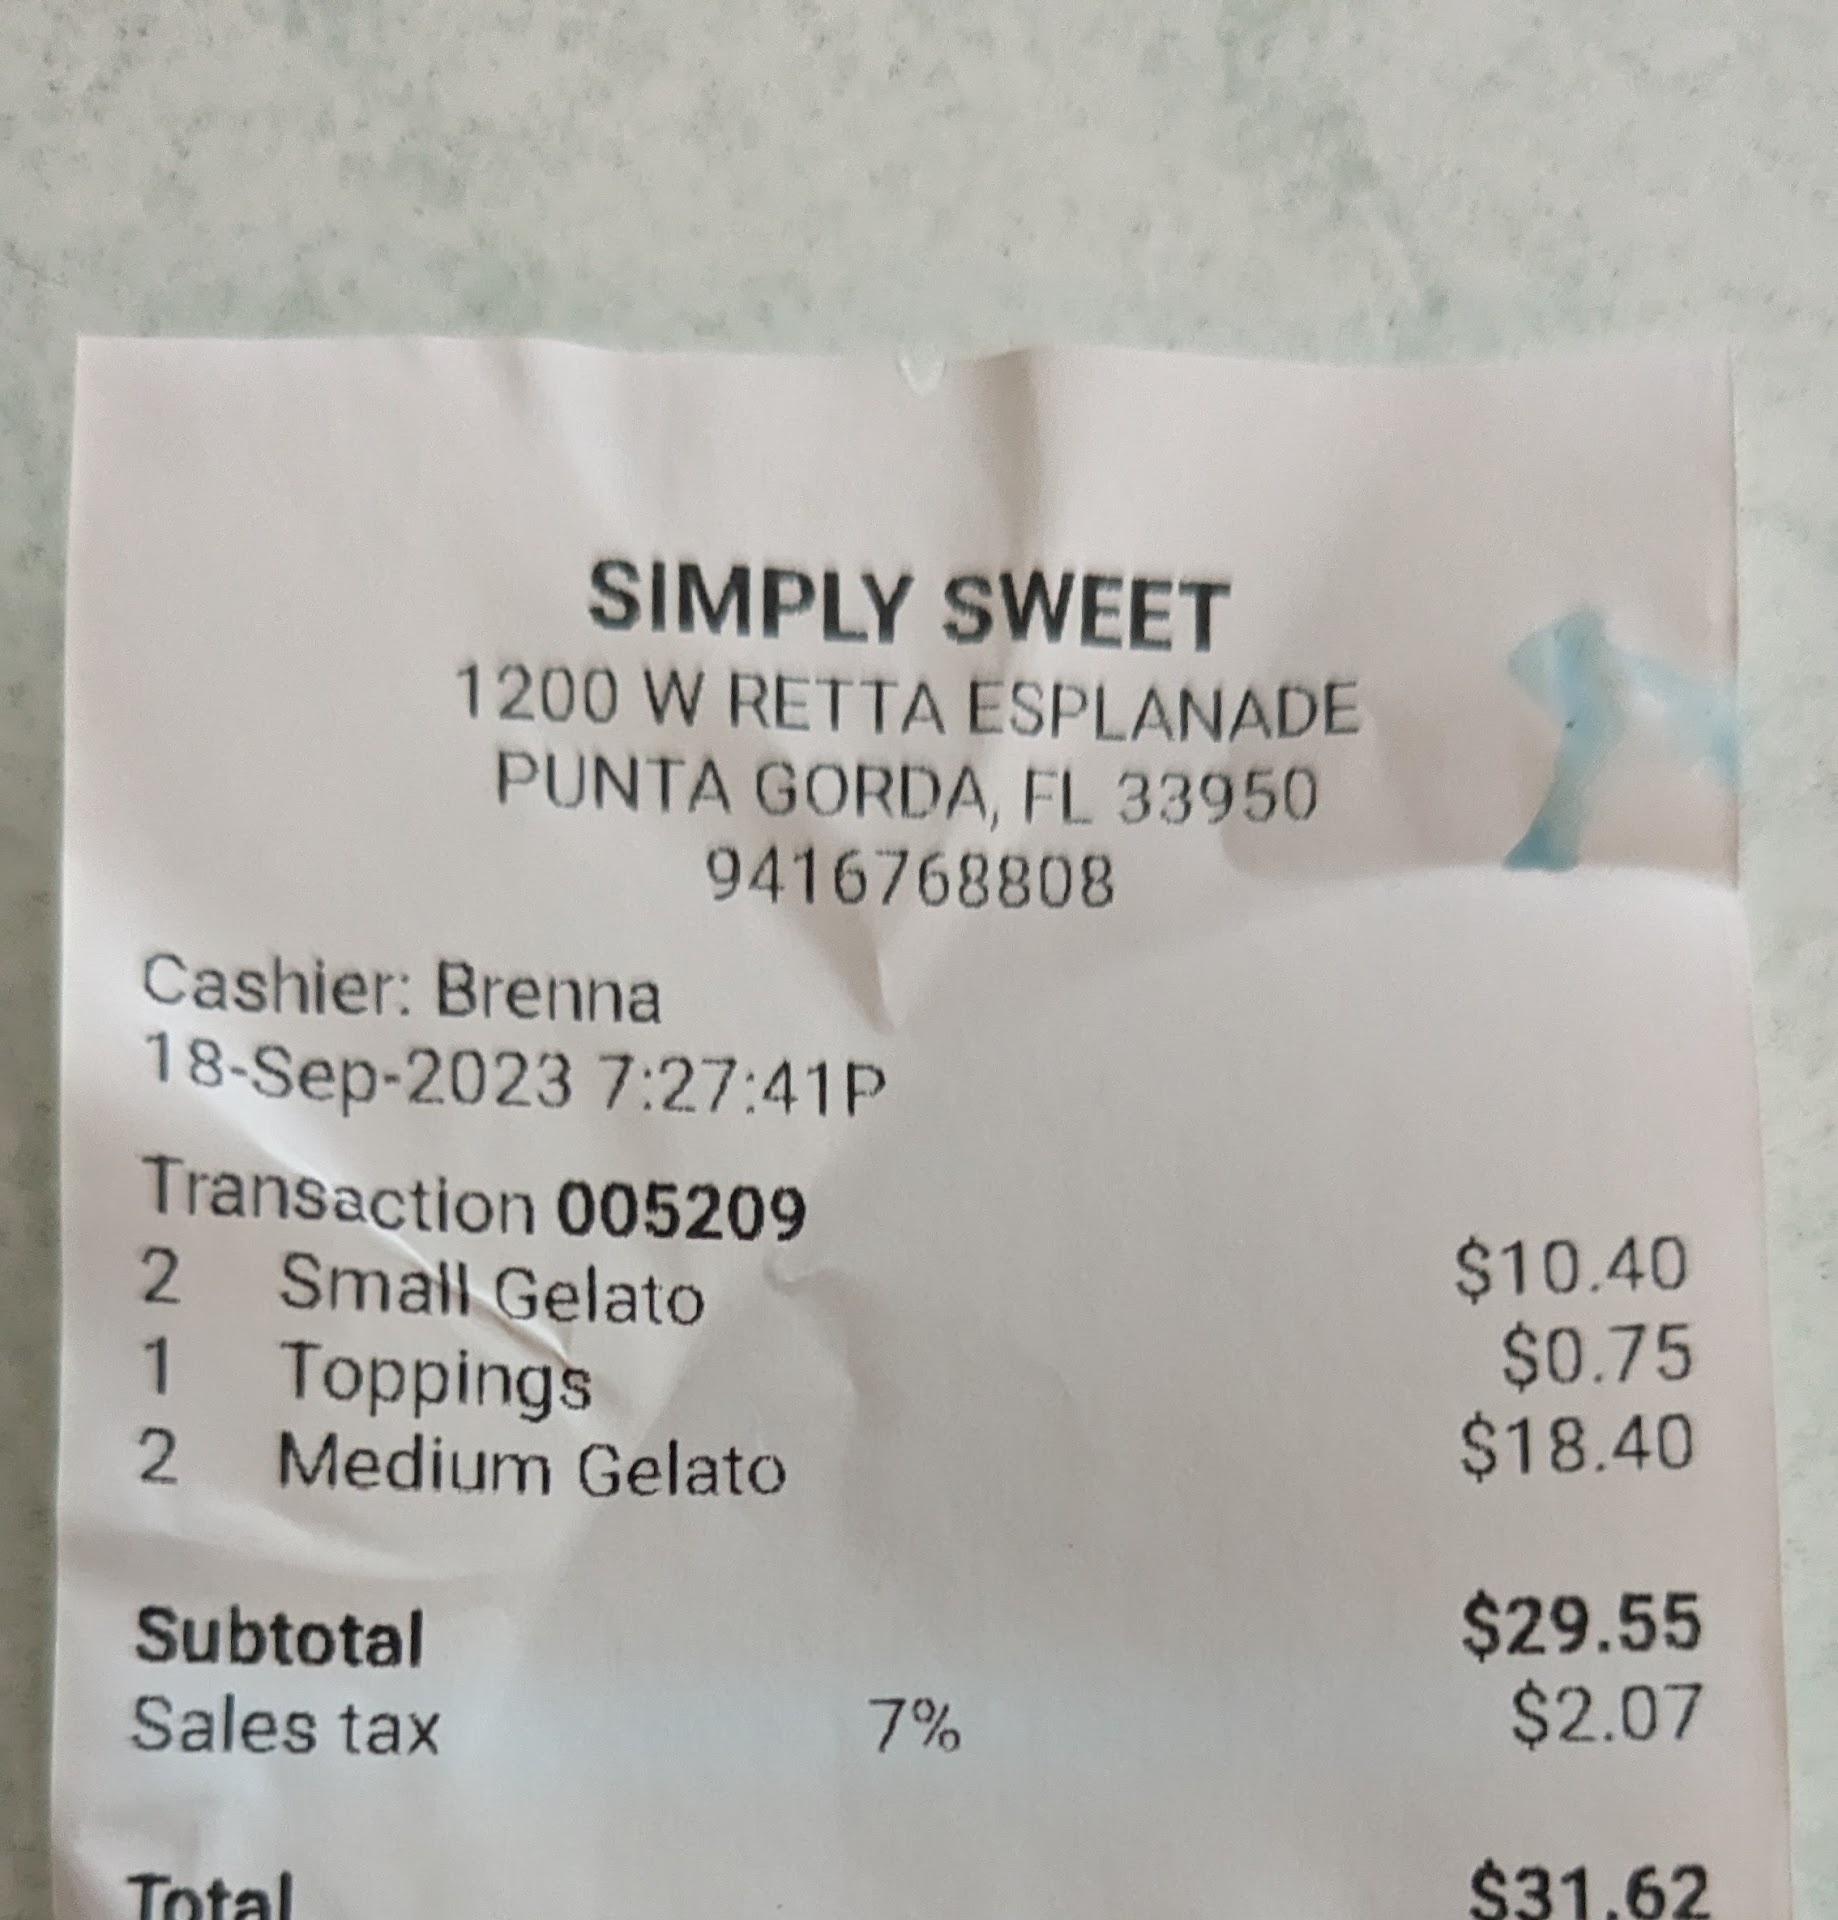 SIMPLY SWEET
1200 W RETTA ESPLANADE
PUNTA GORDA, FL 33950
9416768808
Cashier: Brenna
18-Sep-2023 7:27:41P
Transaction 005209
2 Small Gelato $10.40
1 Toppings $0.75
2 Medium Gelato $18.40
Subtotal $29.55
Sales tax 7% $2.07
Total $31.62